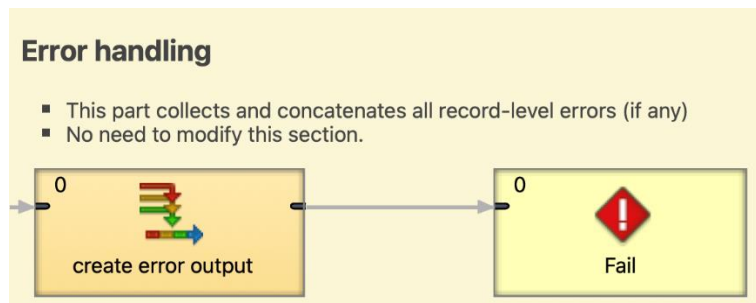 Error handling
▪ This part collects and concatenates all record-level errors (if any)
▪ No need to modify this section.
0
0
create error output
Fail